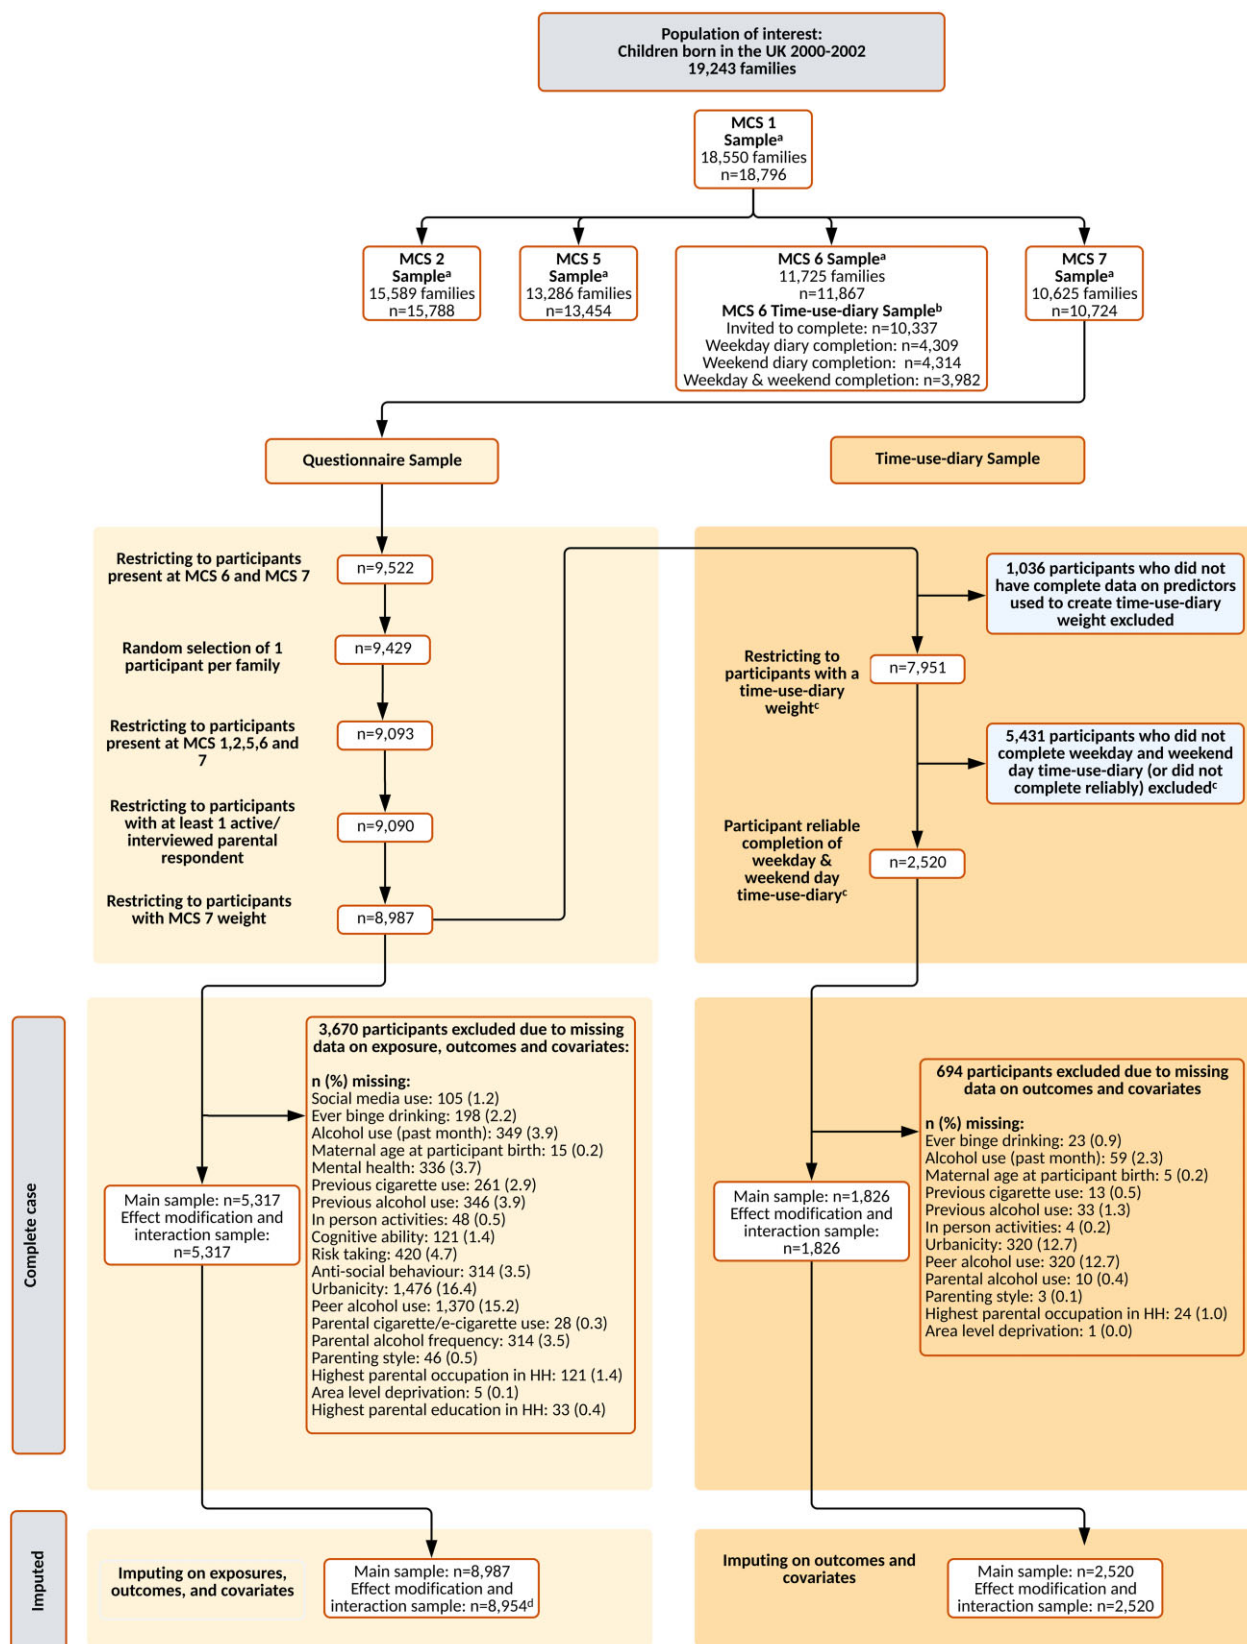 Population of interest:
Children born in the UK 2000-2002
19,243 families
MCS 1
Sampleᵃ
18,550 families
n=18,796
MCS 2
Sampleᵃ
15,589 families
n=15,788
MCS 5
Sampleᵃ
13,286 families
n=13,454
MCS 6 Sampleᵃ
11,725 families
n=11,867
MCS 6 Time-use-diary Sampleᵇ
Invited to complete: n=10,337
Weekday diary completion: n=4,309
Weekend diary completion: n=4,314
Weekday & weekend completion: n=3,982
MCS 7
Sampleᵃ
10,625 families
n=10,724
Questionnaire Sample
Restricting to participants
present at MCS 6 and MCS 7
n=9,522
Random selection of 1
participant per family
n=9,429
Restricting to participants
present at MCS 1,2,5,6 and
7
n=9,093
Restricting to participants
with at least 1 active/
interviewed parental
respondent
n=9,090
Restricting to participants
with MCS 7 weight
n=8,987
Time-use-diary Sample
1,036 participants who did not
have complete data on predictors
used to create time-use-diary
weight excluded
Restricting to
participants with a
time-use-diary
weightᶜ
n=7,951
5,431 participants who did not
complete weekday and weekend
day time-use-diary (or did not
complete reliably) excludedᶜ
Participant reliable
completion of
weekday &
weekend day
time-use-diaryᶜ
n=2,520
Complete case
3,670 participants excluded due to missing
data on exposure, outcomes and covariates:
n (%) missing:
Social media use: 105 (1.2)
Ever binge drinking: 198 (2.2)
Alcohol use (past month): 349 (3.9)
Maternal age at participant birth: 15 (0.2)
Mental health: 336 (3.7)
Previous cigarette use: 261 (2.9)
Previous alcohol use: 346 (3.9)
In person activities: 48 (0.5)
Cognitive ability: 121 (1.4)
Risk taking: 420 (4.7)
Anti-social behaviour: 314 (3.5)
Urbanicity: 1,476 (16.4)
Peer alcohol use: 1,370 (15.2)
Parental cigarette/e-cigarette use: 28 (0.3)
Parental alcohol frequency: 314 (3.5)
Parenting style: 46 (0.5)
Highest parental occupation in HH: 121 (1.4)
Area level deprivation: 5 (0.1)
Highest parental education in HH: 33 (0.4)
Main sample: n=5,317
Effect modification and
interaction sample:
n=5,317
694 participants excluded due to missing
data on outcomes and covariates
n (%) missing:
Ever binge drinking: 23 (0.9)
Alcohol use (past month): 59 (2.3)
Maternal age at participant birth: 5 (0.2)
Previous cigarette use: 13 (0.5)
Previous alcohol use: 33 (1.3)
In person activities: 4 (0.2)
Urbanicity: 320 (12.7)
Peer alcohol use: 320 (12.7)
Parental alcohol use: 10 (0.4)
Parenting style: 3 (0.1)
Highest parental occupation in HH: 24 (1.0)
Area level deprivation: 1 (0.0)
Main sample: n=1,826
Effect modification and
interaction sample:
n=1,826
Imputed
Imputing on exposures,
outcomes, and covariates
Main sample: n=8,987
Effect modification and
interaction sample: n=8,954ᵈ
Imputing on outcomes and
covariates
Main sample: n=2,520
Effect modification and
interaction sample: n=2,520